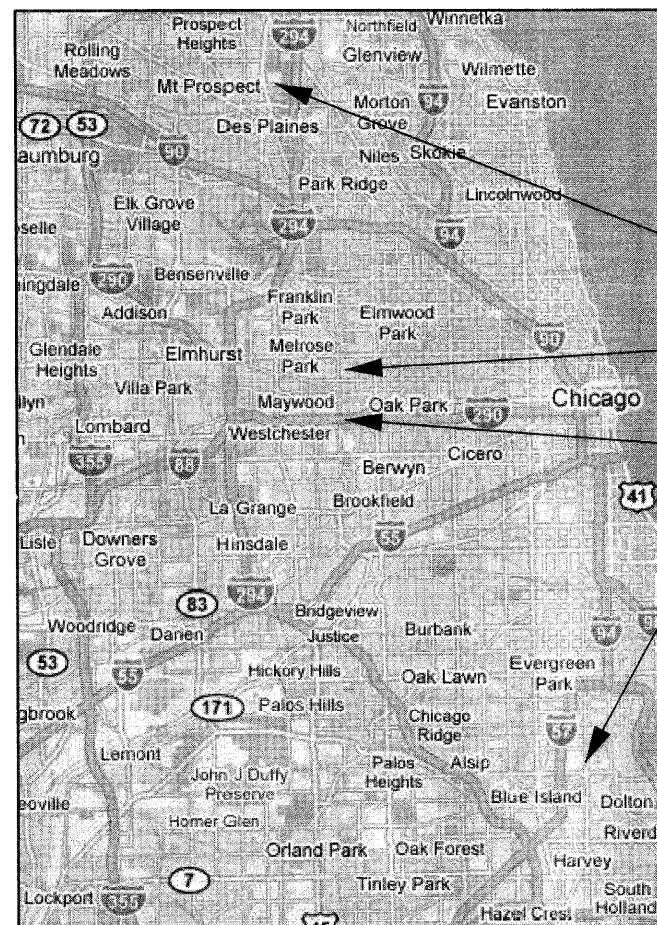 Prospect
Heights
294
Northfield
Winnetka
Rolling
Meadows
Glenview
Wilmette
Mt Prospect
Morton
Grove
94
Evanston
72
53
Des Plaines
90
aumburg
Niles
Skokie
Park Ridge
Lincolnwood
Elk Grove
Village
294
94
oselle
290
Bensenville
ningdale
Addison
Franklin
Park
Elmwood
Park
90
Glendale
Heights
Elmhurst
Melrose
Park
Villa Park
Maywood
Oak Park
290
Chicago
llyn
Lombard
Westchester
355
88
Berwyn
Cicero
La Grange
Brookfield
41
55
Lisle
Downers
Grove
Hinsdale
294
83
Bridgeview
Woodridge
Darien
Justice
Burbank
94
53
55
Hickory Hills
Oak Lawn
Evergreen
Park
171
Palos Hills
gbrook
Chicago
Ridge
57
Lemont
Palos
Heights
Alsip
John J Duffy
Preserve
Blue Island
Dolton
eoville
Homer Glen
Riverd
Orland Park
Oak Forest
Harvey
7
Tinley Park
Lockport
355
South
Holland
Hazel Crest